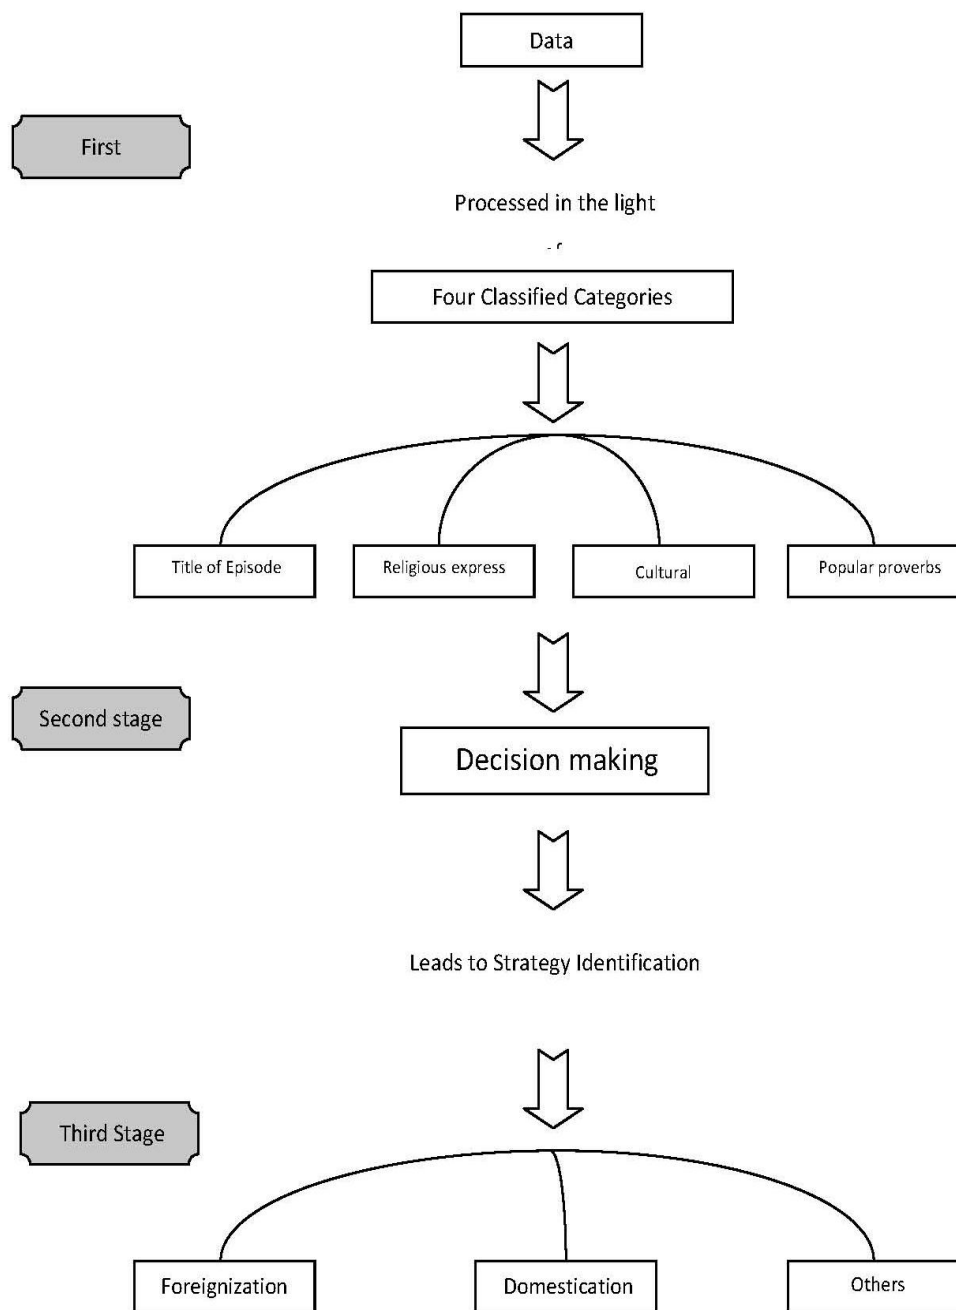 Data
First
Processed in the light
Four Classified Categories
Title of Episode
Religious express
Cultural
Popular proverbs
Second stage
Decision making
Leads to Strategy Identification
Third Stage
Foreignization
Domestication
Others